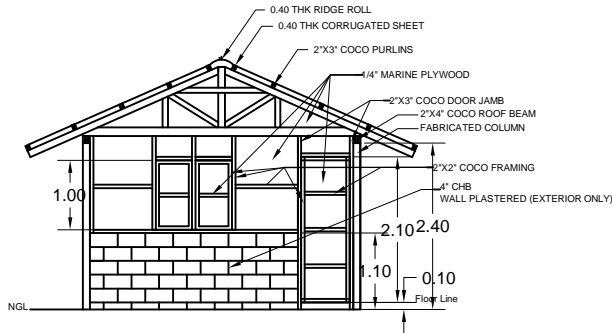 0.40 THK RIDGE ROLL
0.40 THK CORRUGATED SHEET
2"X3" COCO PURLINS
1/4" MARINE PLYWOOD
2"X3" COCO DOOR JAMB
2"X4" COCO ROOF BEAM
FABRICATED COLUMN
2"X2" COCO FRAMING
4" CHB
WALL PLASTERED (EXTERIOR ONLY)
1.00
2.10
2.40
1.10
0.10
Floor Line
NGL